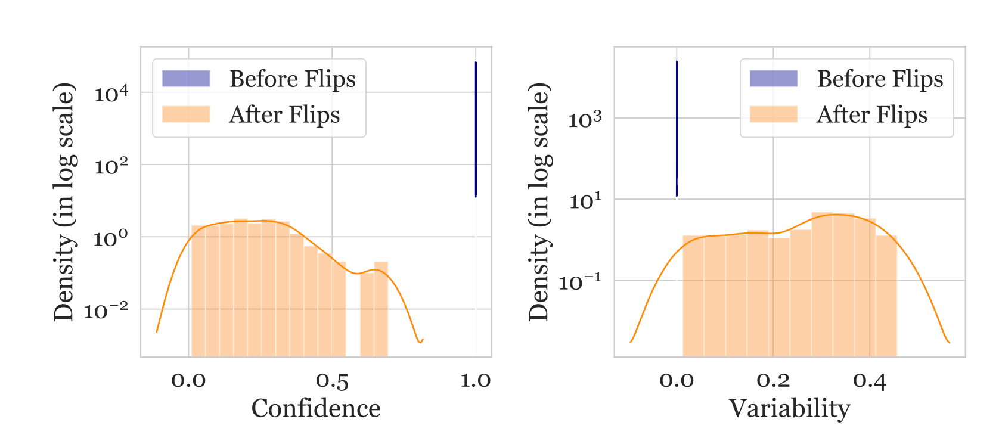 Before Flips
After Flips
Density (in log scale)
10⁴
10²
10⁰
10⁻²
0.0 0.5 1.0
Confidence
Before Flips
After Flips
Density (in log scale)
10³
10¹
10⁻¹
0.0 0.2 0.4
Variability